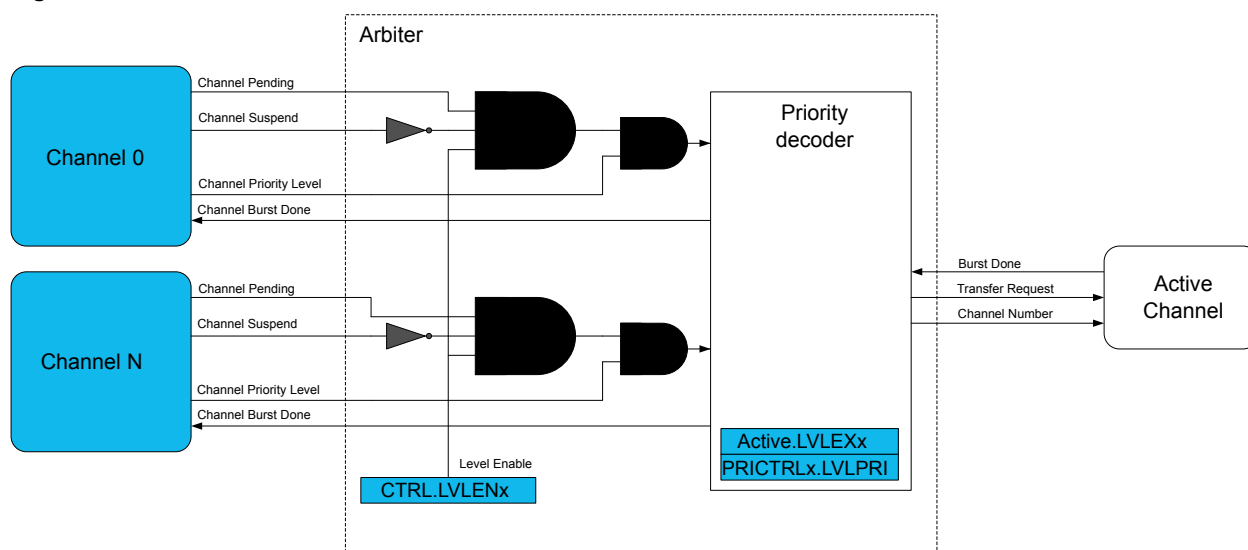 Arbiter
Channel Pending
Channel Suspend
Channel 0
Priority
decoder
Channel Priority Level
Channel Burst Done
Burst Done
Transfer Request
Channel Number
Active
Channel
Channel Pending
Channel Suspend
Channel N
Channel Priority Level
Channel Burst Done
Level Enable
CTRL.LVLENx
Active.LVLEXx
PRICTRLx.LVLPRI